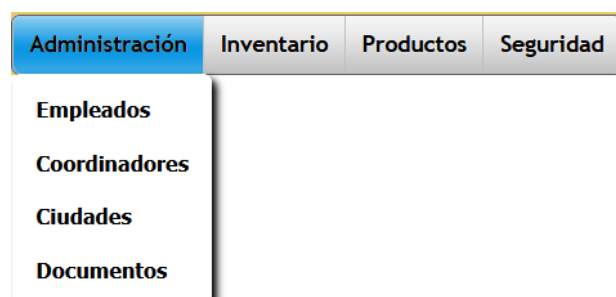 Administración Inventario Productos Seguridad
Empleados
Coordinadores
Ciudades
Documentos